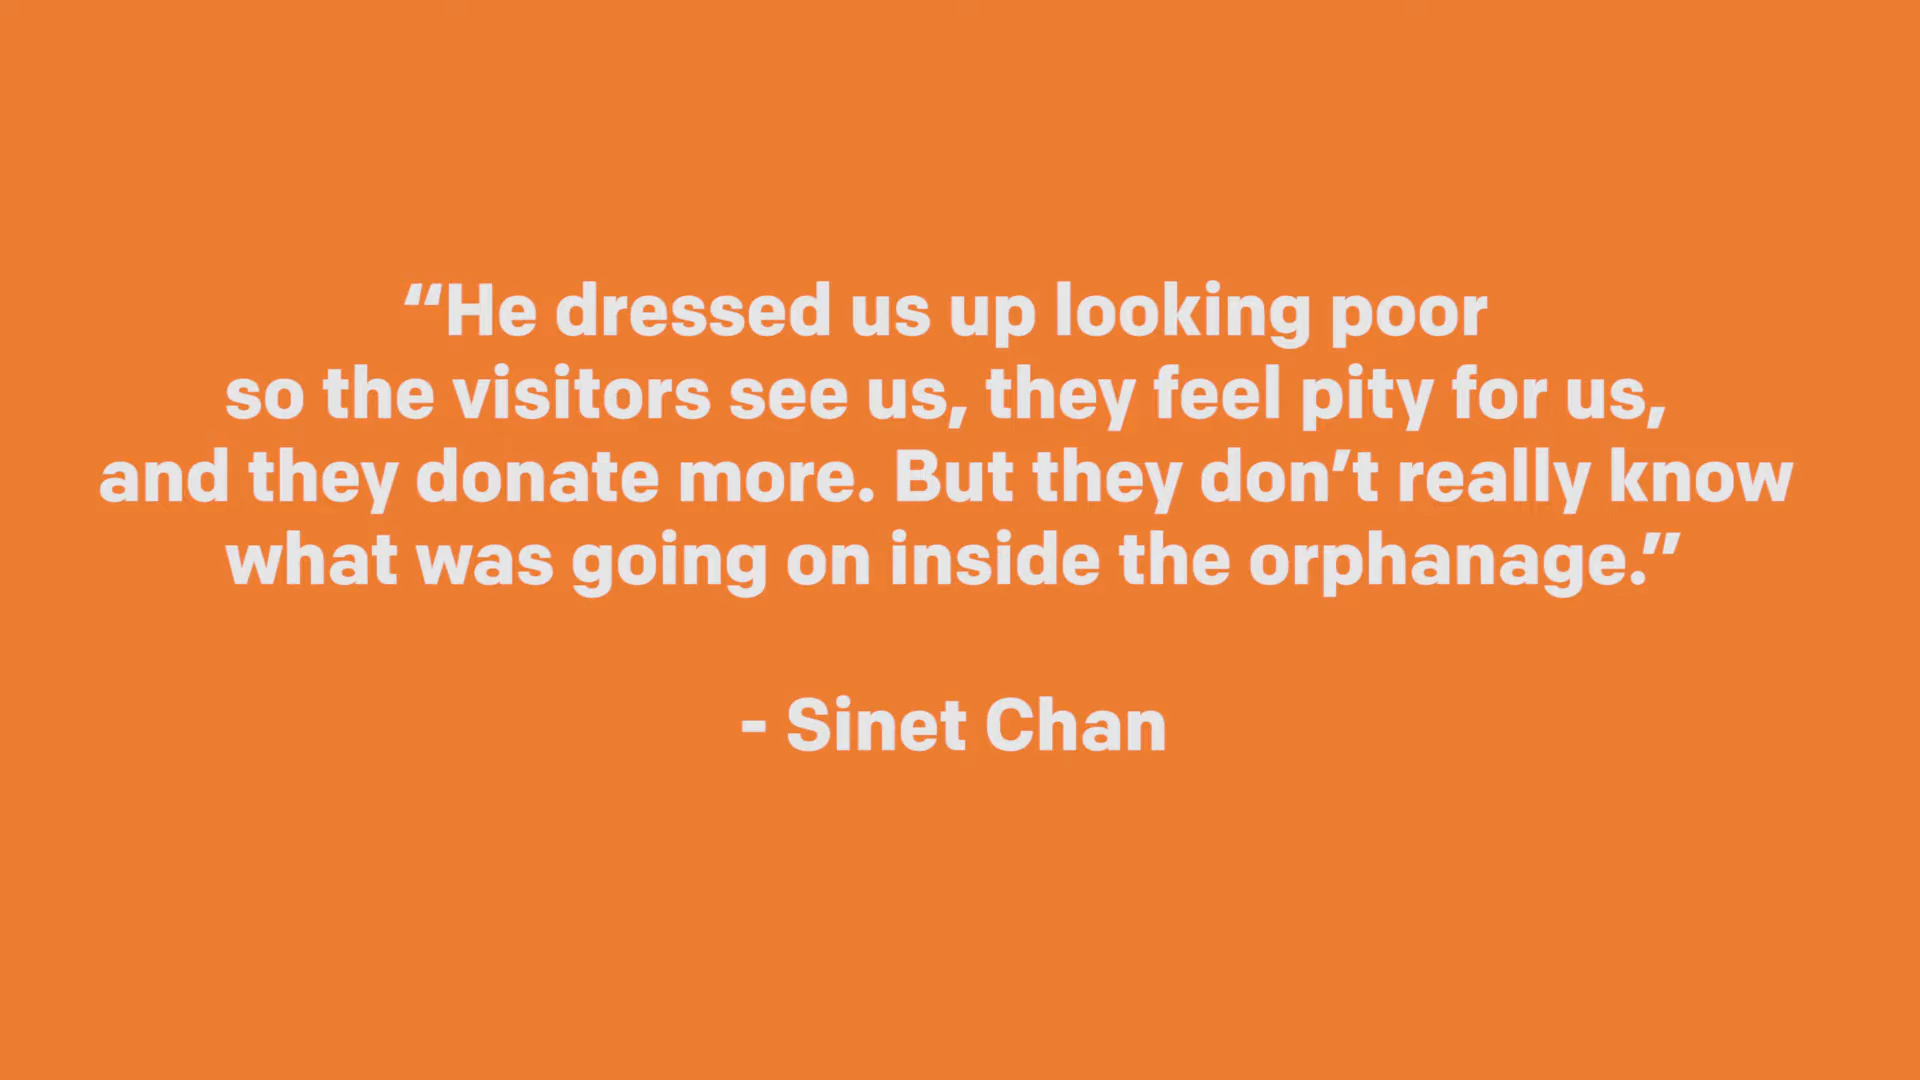 “He dressed us up looking poor
so the visitors see us, they feel pity for us,
and they donate more. But they don’t really know
what was going on inside the orphanage.”
- Sinet Chan